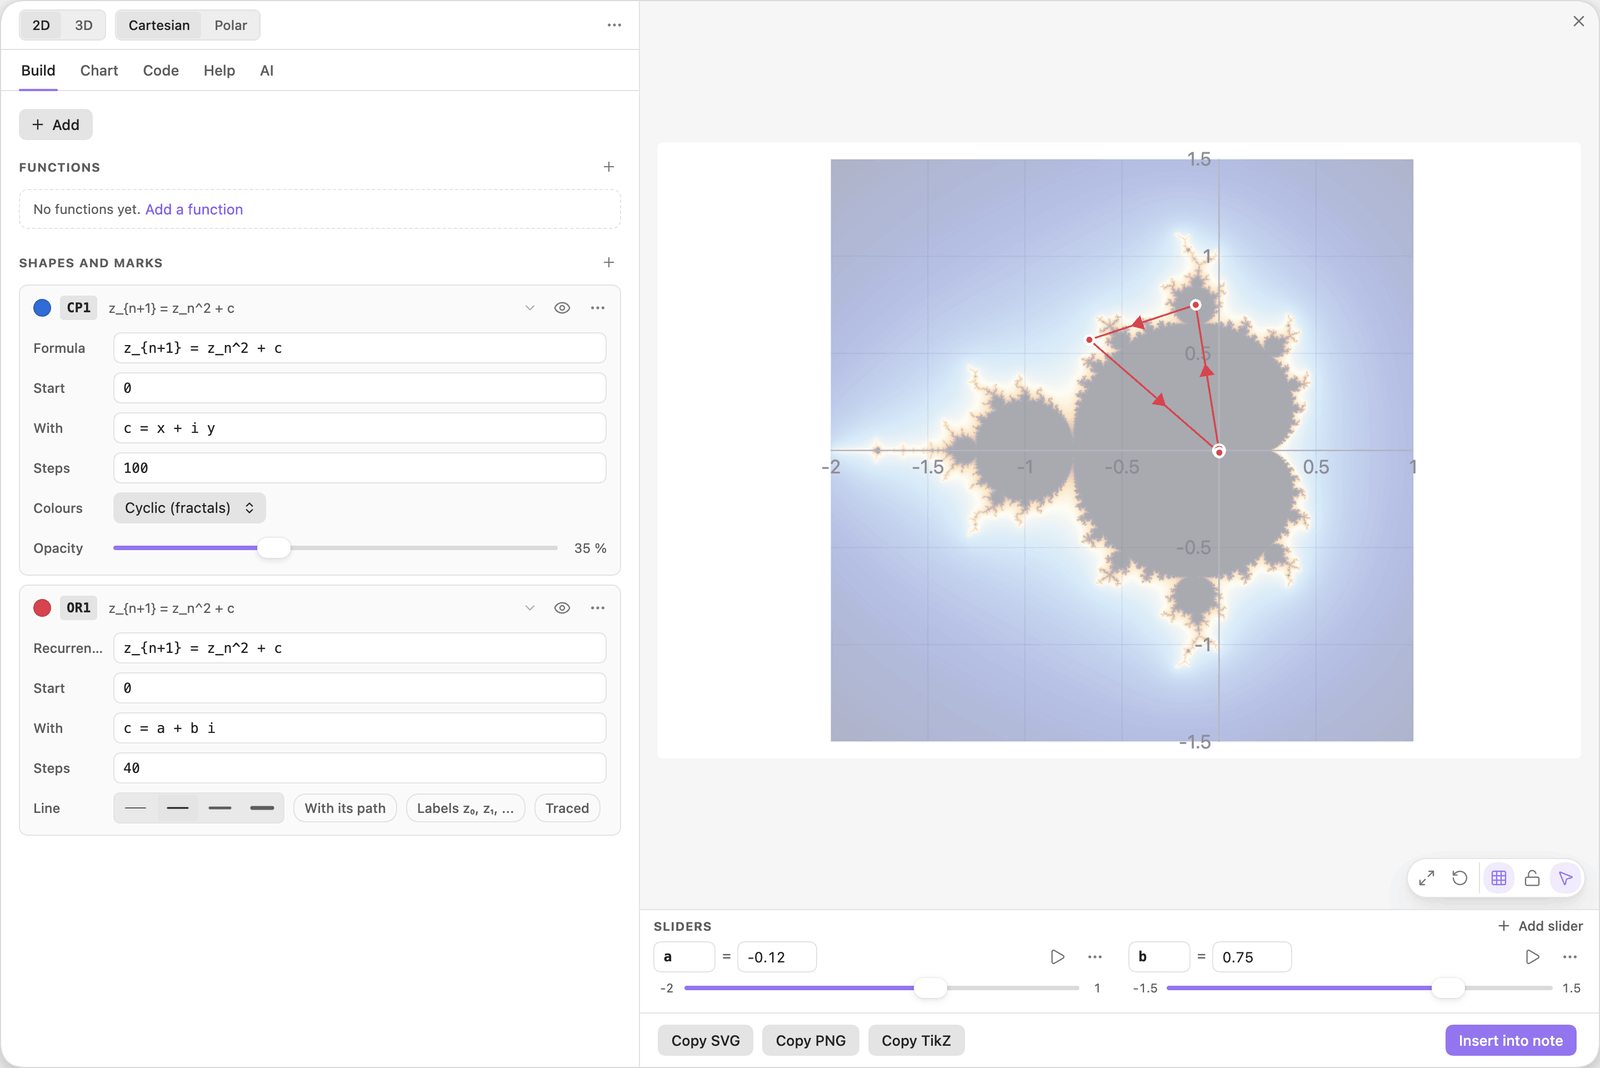 2D 3D Cartesian Polar
Build Chart Code Help AI
+ Add
FUNCTIONS
No functions yet. Add a function
SHAPES AND MARKS
CP1 z_{n+1} = z_n^2 + c
Formula z_{n+1} = z_n^2 + c
Start 0
With c = x + i y
Steps 100
Colours Cyclic (fractals)
Opacity 35 %
OR1 z_{n+1} = z_n^2 + c
Recurren... z_{n+1} = z_n^2 + c
Start 0
With c = a + b i
Steps 40
Line With its path Labels z₀, z₁, ... Traced
1.5
1
0.5
-2 -1.5 -1 -0.5 0.5 1
-0.5
-1
-1.5
SLIDERS + Add slider
a = -0.12 b = 0.75
-2 1 -1.5 1.5
Copy SVG Copy PNG Copy TikZ Insert into note